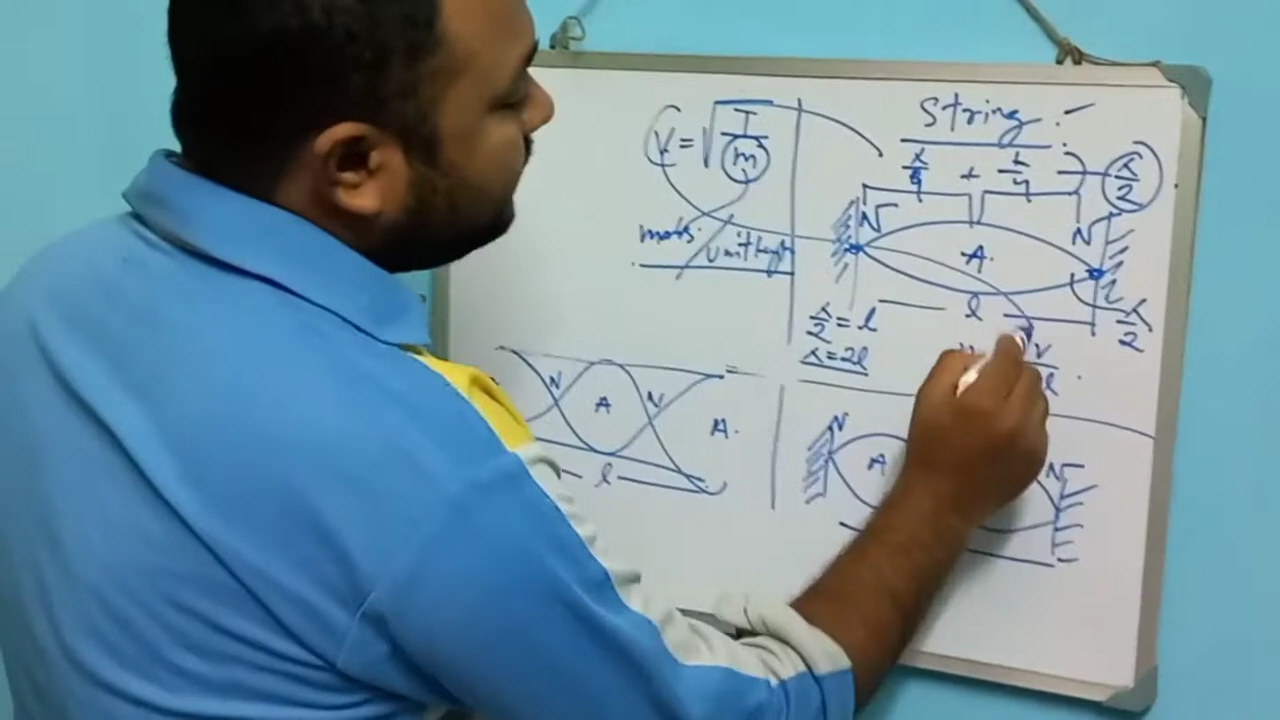 V = √T/m
mass
Unit length
String :-
λ/4 + λ/4 — λ/2
N
N
A.
l
λ/2
λ/2 = l
λ=2l
N
A
N
A.
l
N
A
N